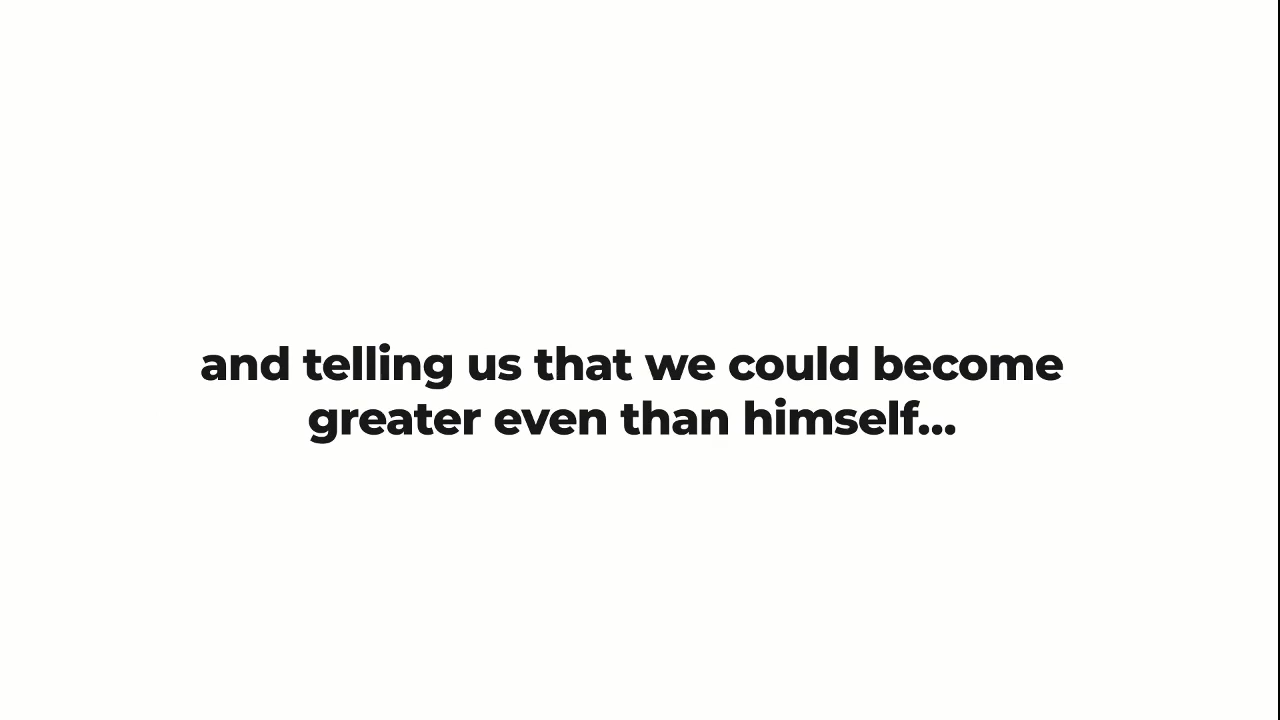 and telling us that we could become
greater even than himself...